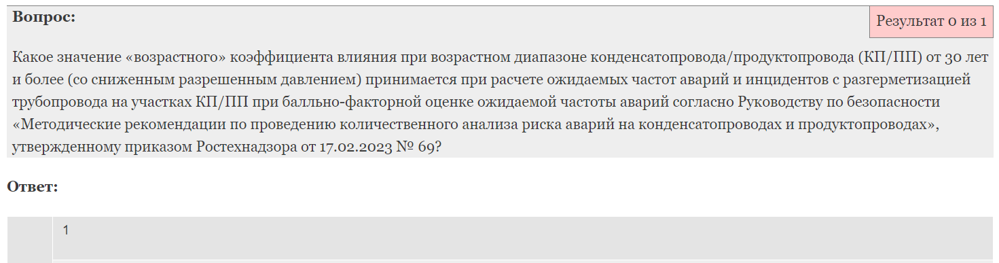 Вопрос:
Результат 0 из 1
Какое значение «возрастного» коэффициента влияния при возрастном диапазоне конденсатопровода/продуктопровода (КП/ПП) от 30 лет
и более (со сниженным разрешенным давлением) принимается при расчете ожидаемых частот аварий и инцидентов с разгерметизацией
трубопровода на участках КП/ПП при балльно-факторной оценке ожидаемой частоты аварий согласно Руководству по безопасности
«Методические рекомендации по проведению количественного анализа риска аварий на конденсатопроводах и продуктопроводах»,
утвержденному приказом Ростехнадзора от 17.02.2023 № 69?
Ответ:
1